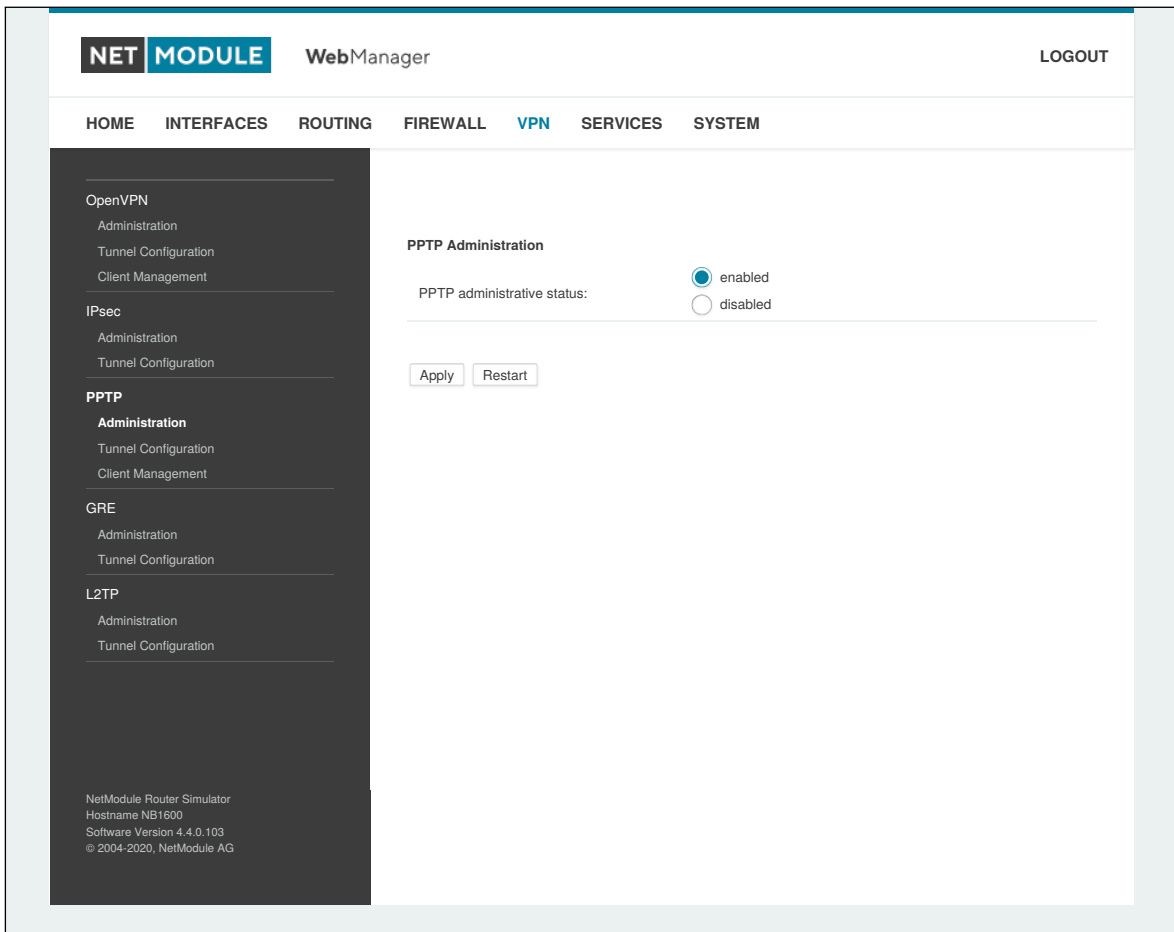 NET MODULE WebManager LOGOUT
HOME INTERFACES ROUTING FIREWALL VPN SERVICES SYSTEM
OpenVPN
Administration
Tunnel Configuration
Client Management
IPsec
Administration
Tunnel Configuration
PPTP
Administration
Tunnel Configuration
Client Management
GRE
Administration
Tunnel Configuration
L2TP
Administration
Tunnel Configuration
NetModule Router Simulator
Hostname NB1600
Software Version 4.4.0.103
© 2004-2020, NetModule AG
PPTP Administration
PPTP administrative status:
enabled
disabled
Apply Restart